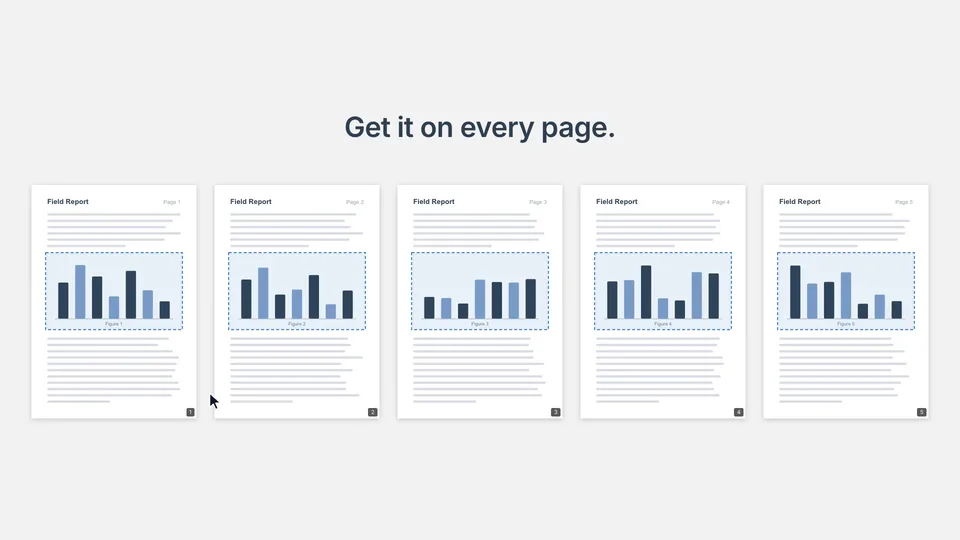 Get it on every page.
Field Report Page 1
Figure 1
1
Field Report Page 2
Figure 2
2
Field Report Page 3
Figure 3
3
Field Report Page 4
Figure 4
4
Field Report Page 5
Figure 5
5